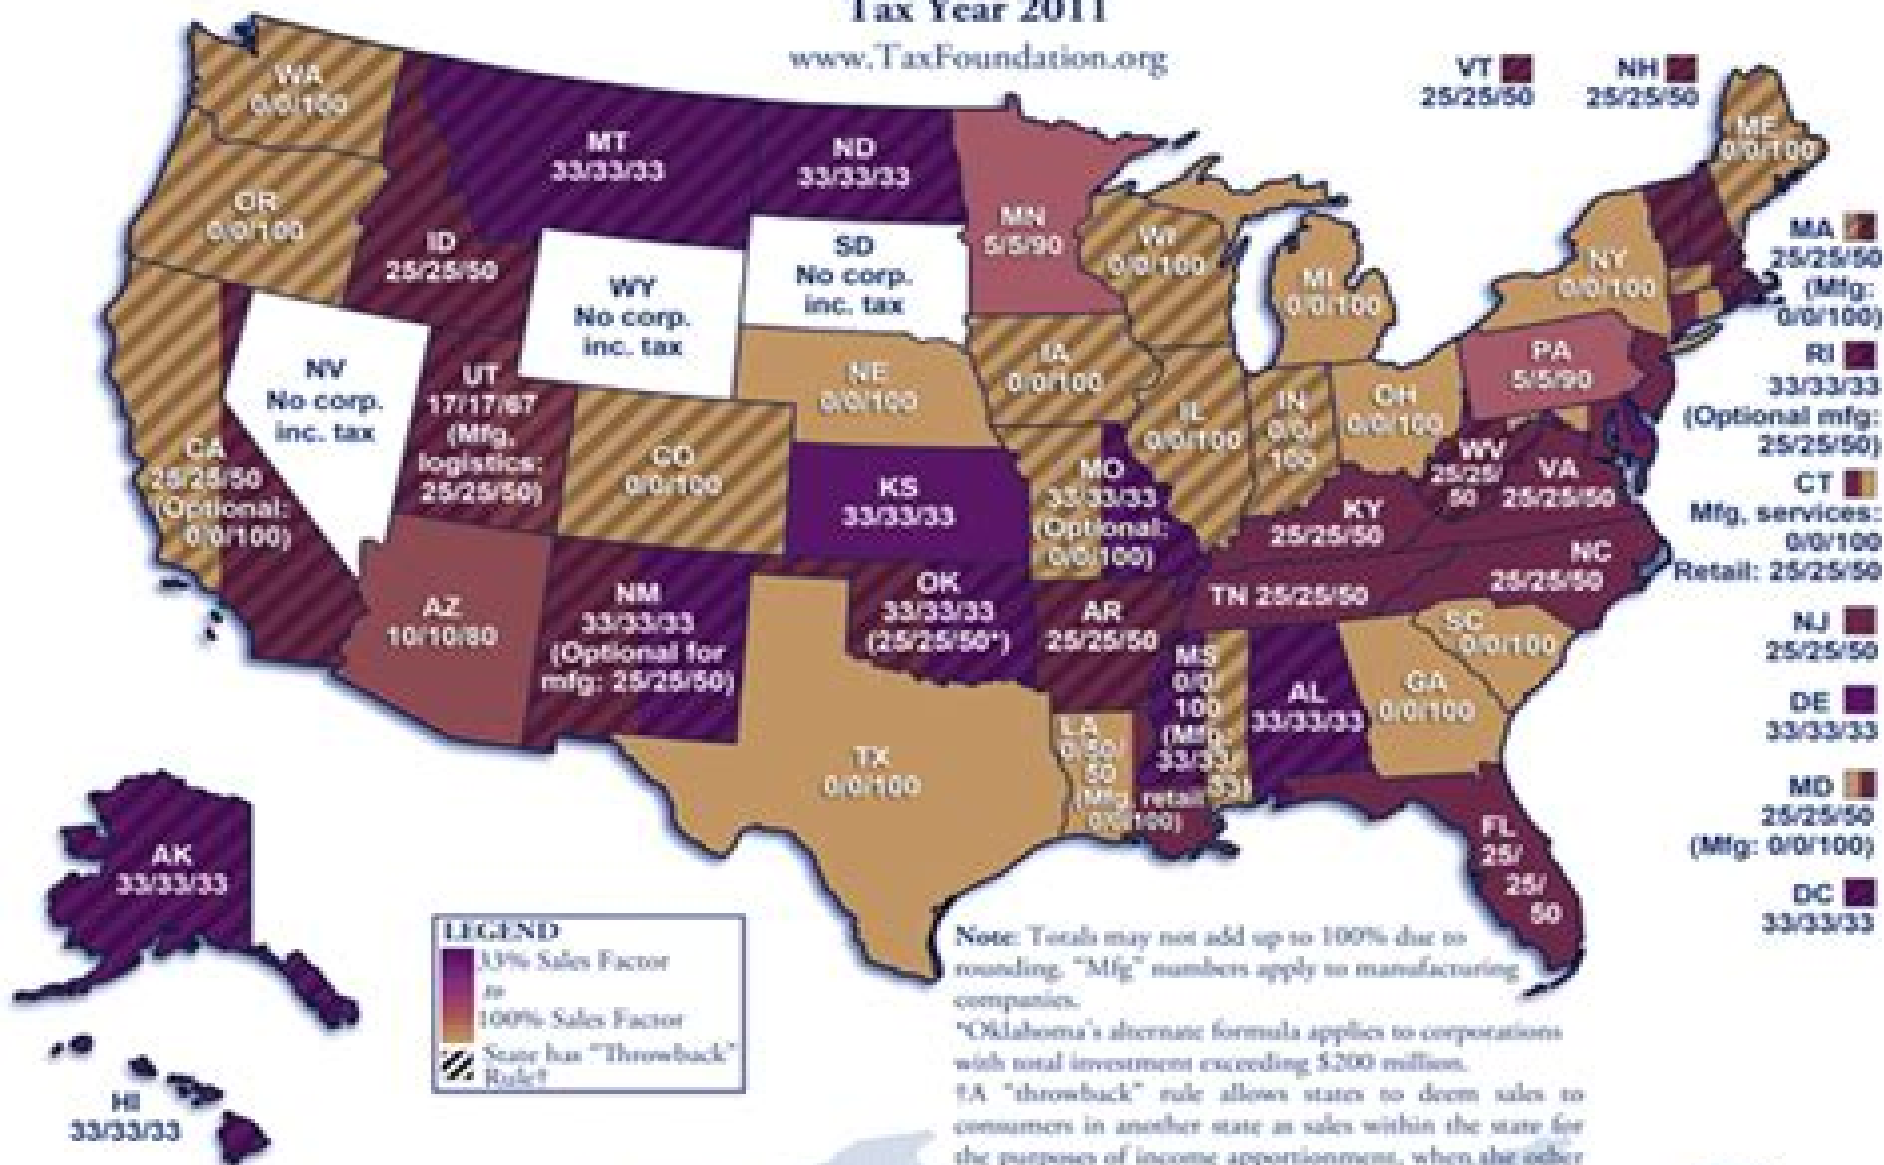 Tax Year 2011
www.TaxFoundation.org
VT
25/25/50
NH
25/25/50
WA
0/0/100
MT
33/33/33
ND
33/33/33
ME
0/0/100
OR
0/0/100
ID
25/25/50
MN
5/5/90
WI
0/0/100
MI
0/0/100
NY
0/0/100
MA
25/25/50
(Mfg:
0/0/100)
WY
No corp.
inc. tax
SD
No corp.
inc. tax
RI
33/33/33
(Optional mfg:
25/25/50)
NV
No corp.
inc. tax
UT
17/17/67
(Mfg,
logistics:
25/25/50)
NE
0/0/100
IA
0/0/100
IL
0/0/100
IN
0/0/
100
OH
0/0/100
PA
5/5/90
CA
25/25/50
(Optional:
0/0/100)
CO
0/0/100
KS
33/33/33
MO
33/33/33
(Optional:
0/0/100)
KY
25/25/50
WV
25/25/
50
VA
25/25/50
CT
Mfg, services:
0/0/100
Retail: 25/25/50
AZ
10/10/80
NM
33/33/33
(Optional for
mfg: 25/25/50)
OK
33/33/33
(25/25/50*)
AR
25/25/50
TN 25/25/50
NC
25/25/50
NJ
25/25/50
TX
0/0/100
LA
0/50/
50
(Mfg, retail:
0/0/100)
MS
0/0
100
(Mfg:
33/33/
33)
AL
33/33/33
GA
0/0/100
SC
0/0/100
DE
33/33/33
MD
25/25/50
(Mfg: 0/0/100)
FL
25/
25/
50
DC
33/33/33
AK
33/33/33
HI
33/33/33
LEGEND
33% Sales Factor
to
100% Sales Factor
State has "Throwback"
Rule†
Note: Totals may not add up to 100% due to
rounding. "Mfg" numbers apply to manufacturing
companies.
*Oklahoma's alternate formula applies to corporations
with total investment exceeding $200 million.
†A "throwback" rule allows states to deem sales to
consumers in another state as sales within the state for
the purposes of income apportionment, when the other